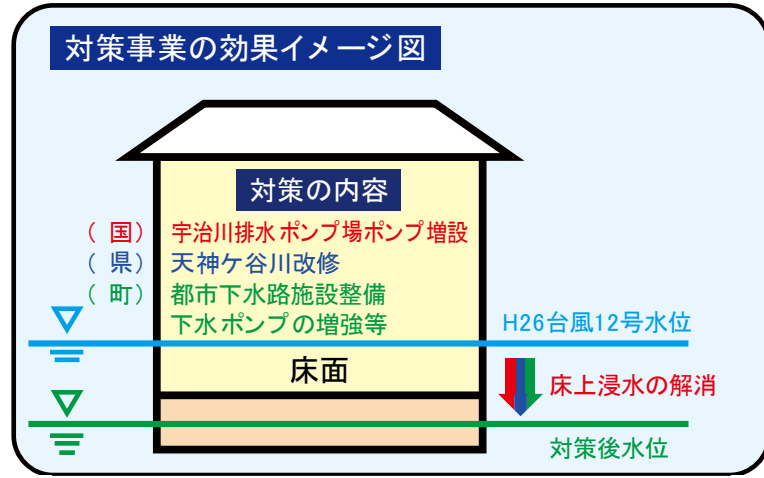 対策事業の効果イメージ図
対策の内容
(国) 宇治川排水ポンプ場ポンプ増設
(県) 天神ケ谷川改修
(町) 都市下水路施設整備
下水ポンプの増強等
H26台風12号水位
床面
床上浸水の解消
対策後水位